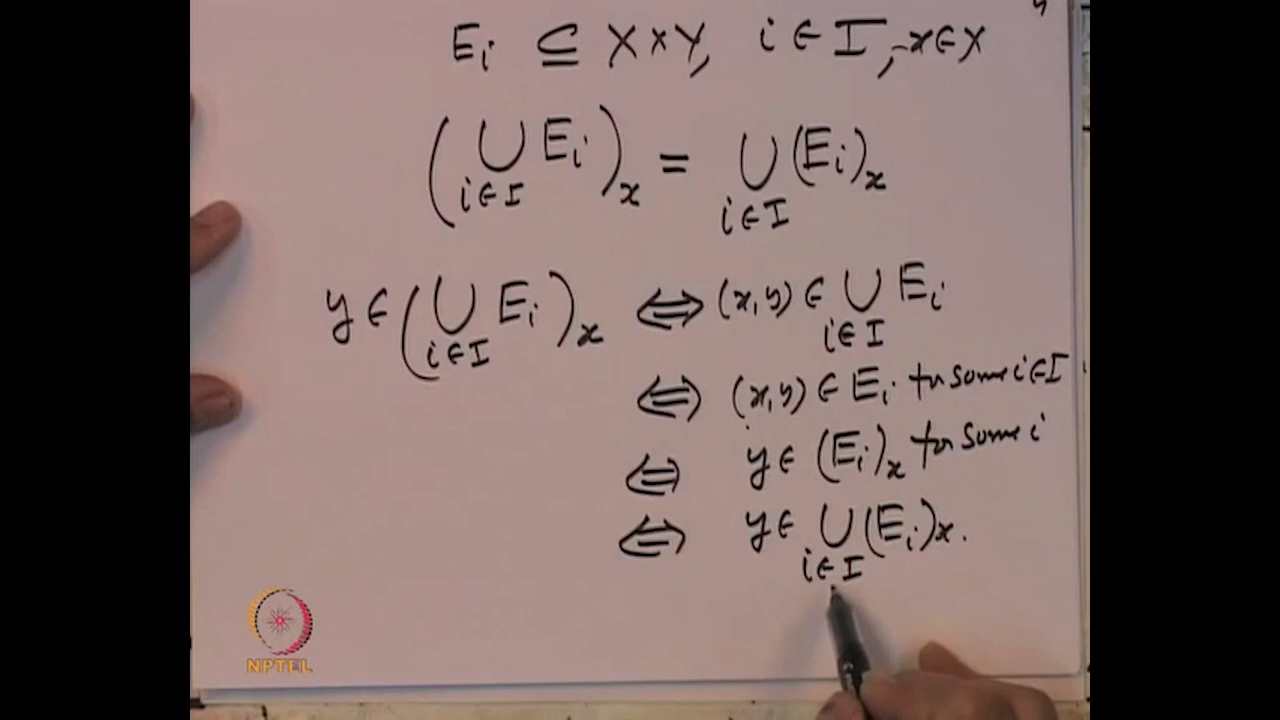 E_i ⊆ X×Y, i ∈ I, x ∈ X
(⋃_{i∈I} E_i)_x = ⋃_{i∈I} (E_i)_x
y ∈ (⋃_{i∈I} E_i)_x ⇔ (x,y) ∈ ⋃_{i∈I} E_i
⇔ (x,y) ∈ E_i for some i ∈ I
⇔ y ∈ (E_i)_x for some i
⇔ y ∈ ⋃_{i∈I} (E_i)_x.
NPTEL